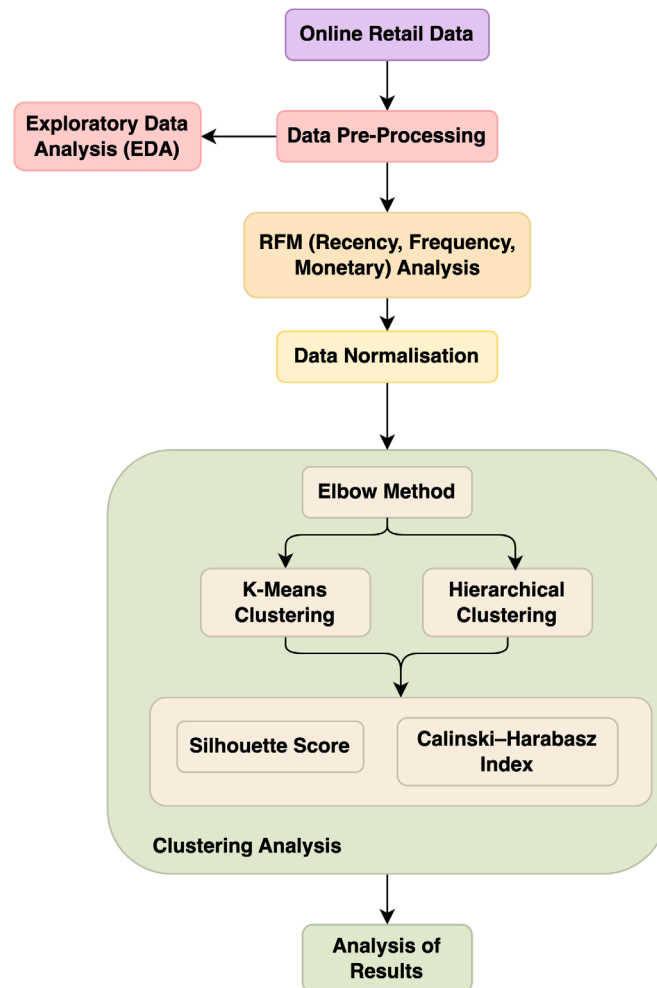 Online Retail Data
Exploratory Data
Analysis (EDA)
Data Pre-Processing
RFM (Recency, Frequency,
Monetary) Analysis
Data Normalisation
Elbow Method
K-Means
Clustering
Hierarchical
Clustering
Silhouette Score
Calinski–Harabasz
Index
Clustering Analysis
Analysis of
Results